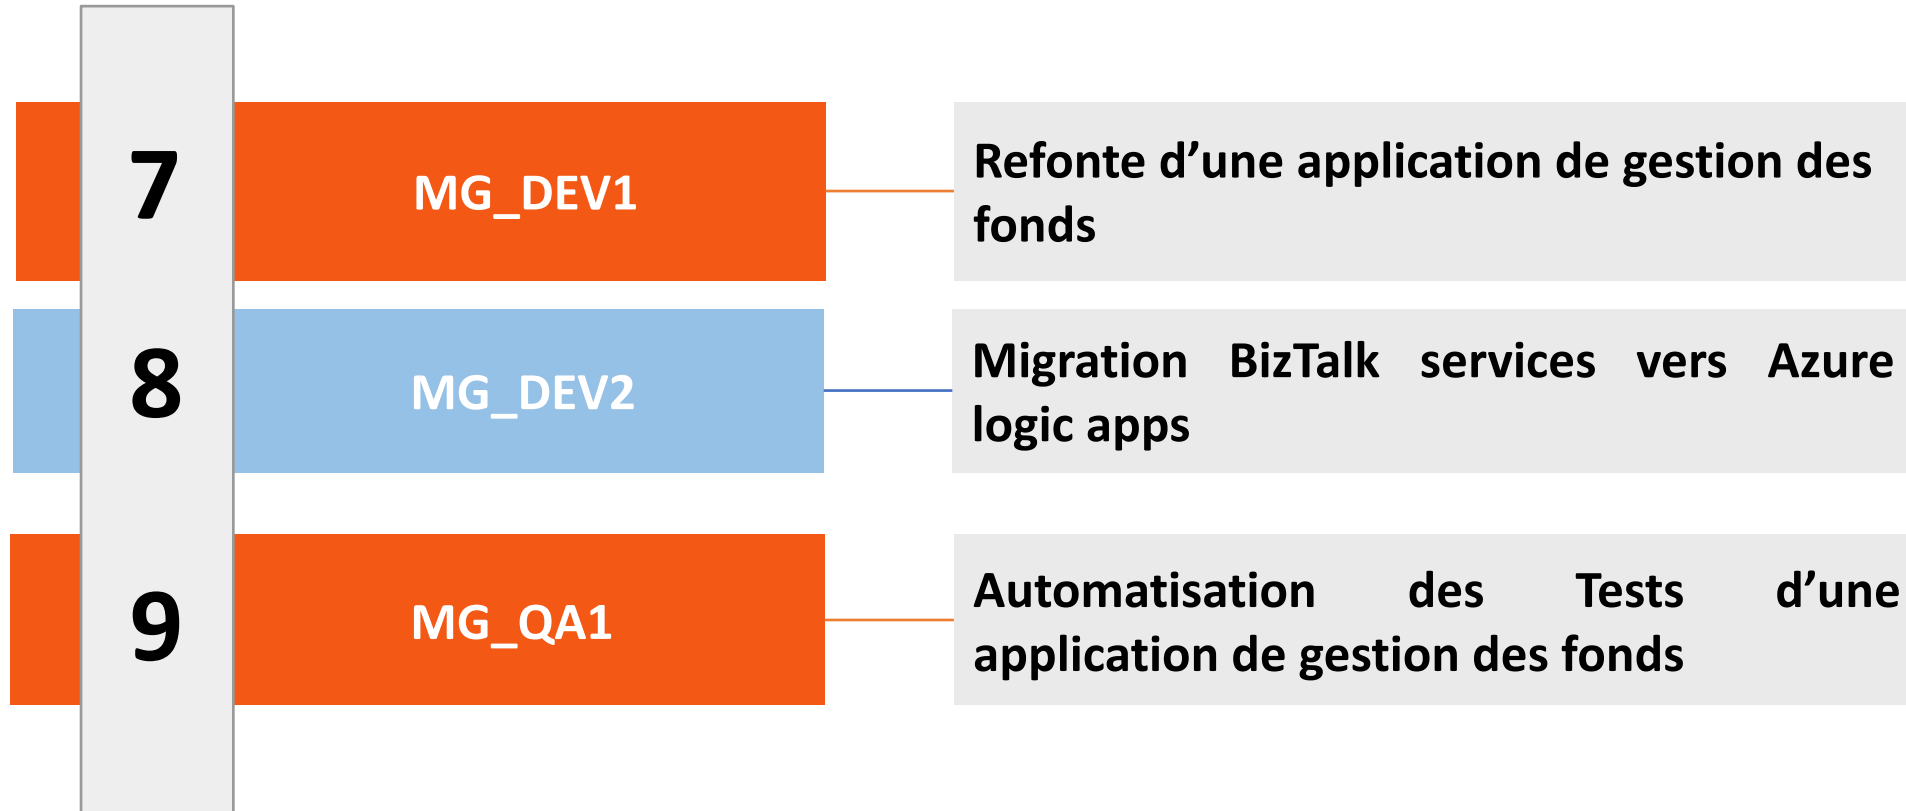 7
MG_DEV1
Refonte d’une application de gestion des
fonds
8
MG_DEV2
Migration BizTalk services vers Azure
logic apps
9
MG_QA1
Automatisation des Tests d’une
application de gestion des fonds